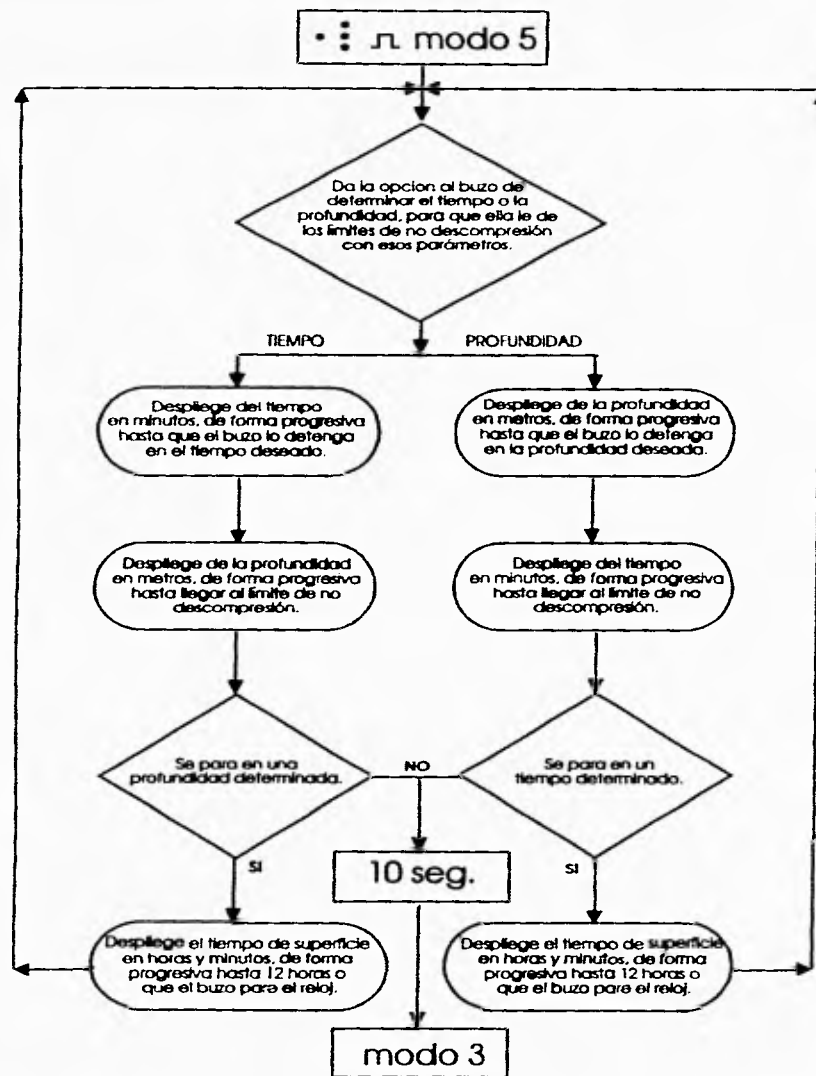 modo 5
Da la opcion al buzo de
determinar el tiempo o la
profundidad, para que ella le de
los limites de no descompresión
con esos parámetros.
TIEMPO
PROFUNDIDAD
Despliege del tiempo
en minutos, de forma progresiva
hasta que el buzo lo detenga
en el tiempo deseado.
Despliege de la profundidad
en metros, de forma progresiva
hasta que el buzo lo detenga
en la profundidad deseada.
Despliege de la profundidad
en metros, de forma progresiva
hasta llegar al limite de no
descompresión.
Despliege del tiempo
en minutos, de forma progresiva
hasta llegar al limite de no
descompresión.
Se para en una
profundidad determinada.
NO
Se para en un
tiempo determinado.
SI
10 seg.
SI
Despliege el tiempo de superficie
en horas y minutos, de forma
progresiva hasta 12 horas o
que el buzo pare el reloj.
Despliege el tiempo de superficie
en horas y minutos, de forma
progresiva hasta 12 horas o
que el buzo pare el reloj.
modo 3